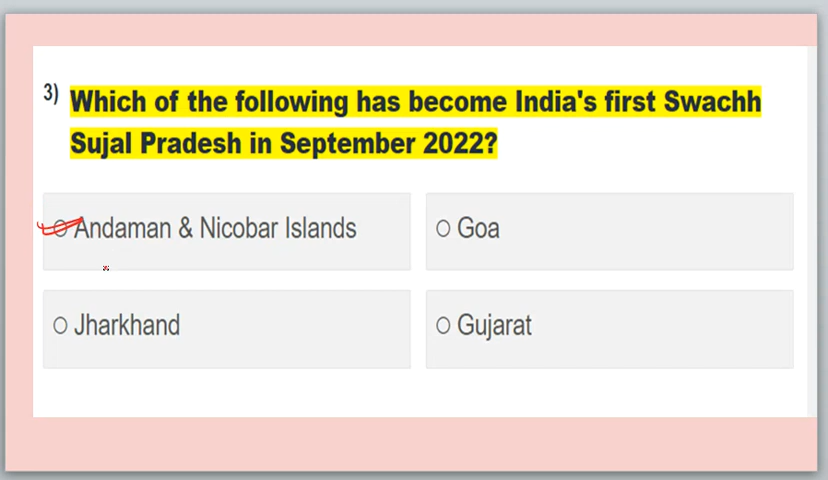 3) Which of the following has become India's first Swachh
Sujal Pradesh in September 2022?
Andaman & Nicobar Islands
Goa
Jharkhand
Gujarat